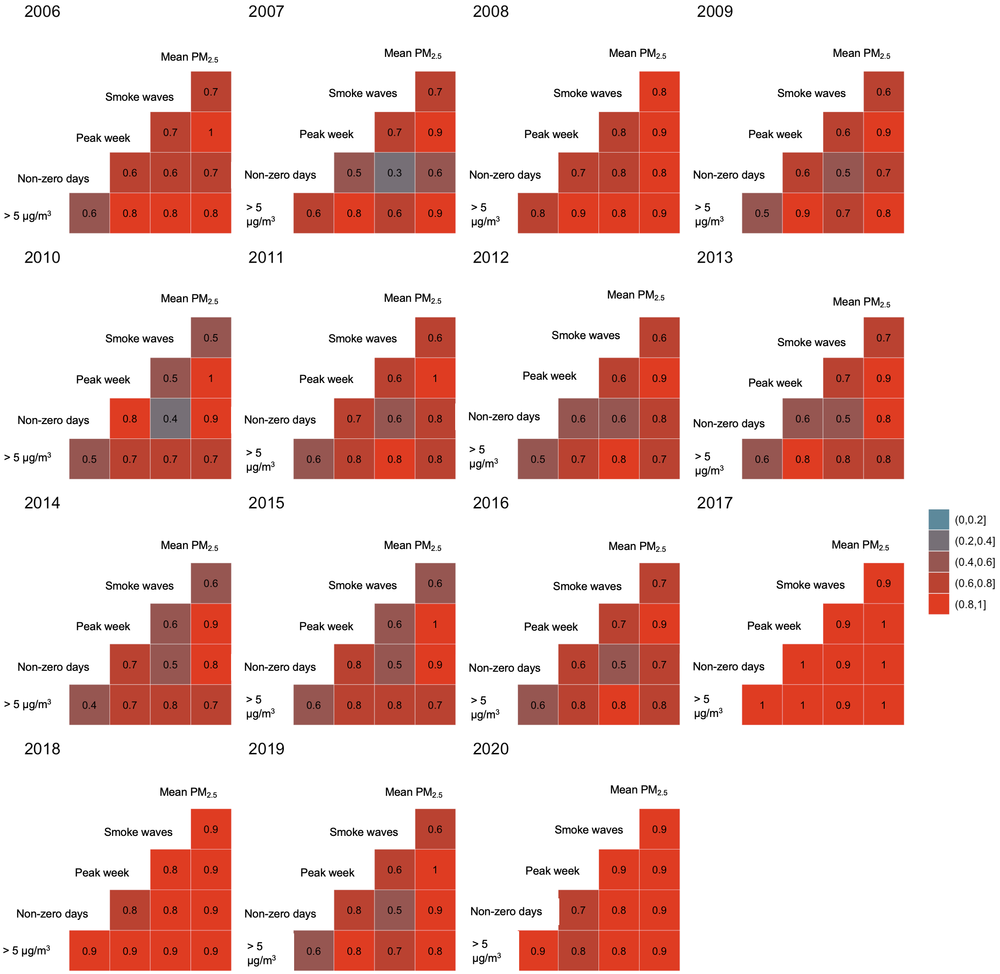 2006 2007 2008 2009
Mean PM2.5 Mean PM2.5 Mean PM2.5 Mean PM2.5
Smoke waves 0.7 Smoke waves 0.7 Smoke waves 0.8 Smoke waves 0.6
Peak week 0.7 1 Peak week 0.7 0.9 Peak week 0.8 0.9 Peak week 0.6 0.9
Non-zero days 0.6 0.6 0.7 Non-zero days 0.5 0.3 0.6 Non-zero days 0.7 0.8 0.8 Non-zero days 0.6 0.5 0.7
> 5 µg/m³ 0.6 0.8 0.8 0.8 > 5 µg/m³ 0.6 0.8 0.6 0.9 > 5 µg/m³ 0.8 0.9 0.8 0.9 > 5 µg/m³ 0.5 0.9 0.7 0.8
2010 2011 2012 2013
Mean PM2.5 Mean PM2.5 Mean PM2.5 Mean PM2.5
Smoke waves 0.5 Smoke waves 0.6 Smoke waves 0.6 Smoke waves 0.7
Peak week 0.5 1 Peak week 0.6 1 Peak week 0.6 0.9 Peak week 0.7 0.9
Non-zero days 0.8 0.4 0.9 Non-zero days 0.7 0.6 0.8 Non-zero days 0.6 0.6 0.8 Non-zero days 0.6 0.5 0.8
> 5 µg/m³ 0.5 0.7 0.7 0.7 > 5 µg/m³ 0.6 0.8 0.8 0.8 > 5 µg/m³ 0.5 0.7 0.8 0.7 > 5 µg/m³ 0.6 0.8 0.8 0.8
2014 2015 2016 2017
Mean PM2.5 Mean PM2.5 Mean PM2.5 Mean PM2.5
Smoke waves 0.6 Smoke waves 0.6 Smoke waves 0.7 Smoke waves 0.9
Peak week 0.6 0.9 Peak week 0.6 1 Peak week 0.7 0.9 Peak week 0.9 1
Non-zero days 0.7 0.5 0.8 Non-zero days 0.8 0.5 0.9 Non-zero days 0.6 0.5 0.7 Non-zero days 1 0.9 1
> 5 µg/m³ 0.4 0.7 0.8 0.7 > 5 µg/m³ 0.6 0.8 0.8 0.7 > 5 µg/m³ 0.6 0.8 0.8 0.8 > 5 µg/m³ 1 1 0.9 1
(0,0.2]
(0.2,0.4]
(0.4,0.6]
(0.6,0.8]
(0.8,1]
2018 2019 2020
Mean PM2.5 Mean PM2.5 Mean PM2.5
Smoke waves 0.9 Smoke waves 0.6 Smoke waves 0.9
Peak week 0.8 0.9 Peak week 0.6 1 Peak week 0.9 0.9
Non-zero days 0.8 0.8 0.9 Non-zero days 0.8 0.5 0.9 Non-zero days 0.7 0.8 0.9
> 5 µg/m³ 0.9 0.9 0.9 0.9 > 5 µg/m³ 0.6 0.8 0.7 0.8 > 5 µg/m³ 0.9 0.8 0.8 0.9